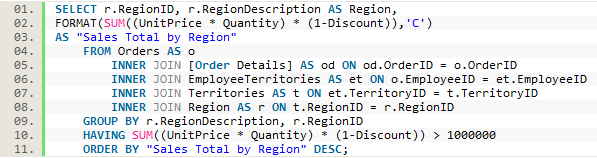 01. SELECT r.RegionID, r.RegionDescription AS Region,
02. FORMAT(SUM((UnitPrice * Quantity) * (1-Discount)),'C')
03. AS "Sales Total by Region"
04. FROM Orders AS o
05. INNER JOIN [Order Details] AS od ON od.OrderID = o.OrderID
06. INNER JOIN EmployeeTerritories AS et ON o.EmployeeID = et.EmployeeID
07. INNER JOIN Territories AS t ON et.TerritoryID = t.TerritoryID
08. INNER JOIN Region AS r ON t.RegionID = r.RegionID
09. GROUP BY r.RegionDescription, r.RegionID
10. HAVING SUM((UnitPrice * Quantity) * (1-Discount)) > 1000000
11. ORDER BY "Sales Total by Region" DESC;